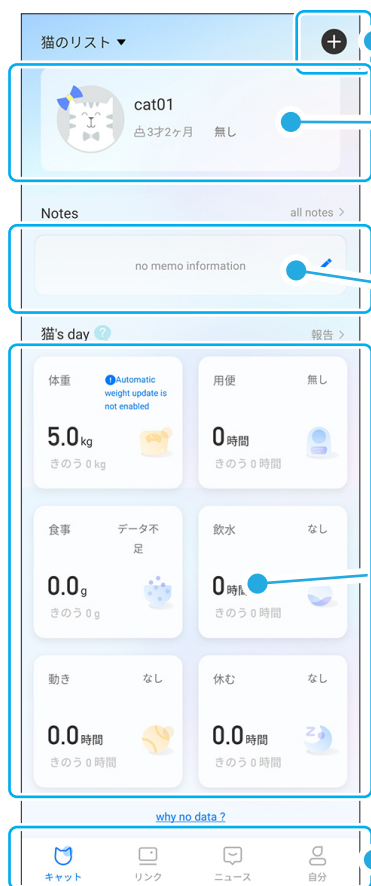 猫のリスト ▼
cat01
3才2ヶ月 無し
Notes all notes >
no memo information
猫's day ? 報告 >
体重
Automatic
weight update is
not enabled
5.0 kg
きのう 0 kg
用便 無し
0 時間
きのう 0 時間
食事 データ不
足
0.0 g
きのう 0 g
飲水 なし
0 時間
きのう 0 時間
動き なし
0.0 時間
きのう 0 時間
休む なし
0.0 時間
きのう 0 時間
why no data ?
キャット リンク ニュース 自分